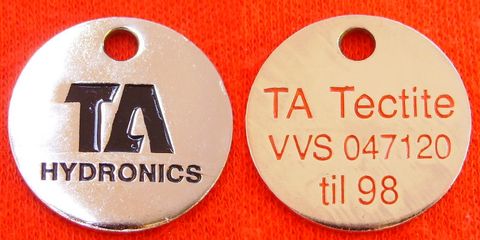 TA
HYDRONICS
TA Tectite
VVS 047120
til 98